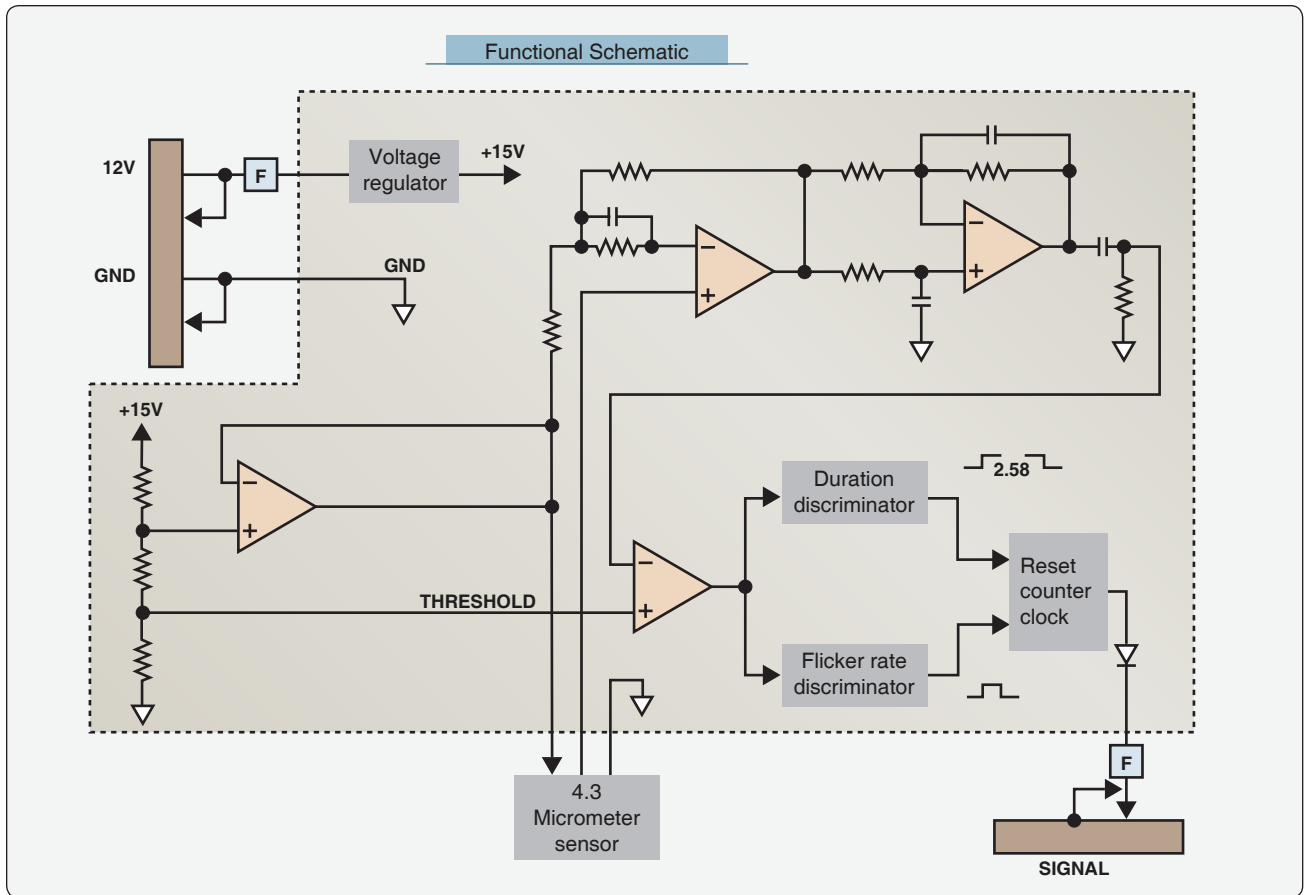 Functional Schematic
12V
F
Voltage
regulator
+15V
GND
GND
+15V
−
+
−
+
−
+
THRESHOLD
−
+
Duration
discriminator
2.58
Reset
counter
clock
Flicker rate
discriminator
4.3
Micrometer
sensor
F
SIGNAL